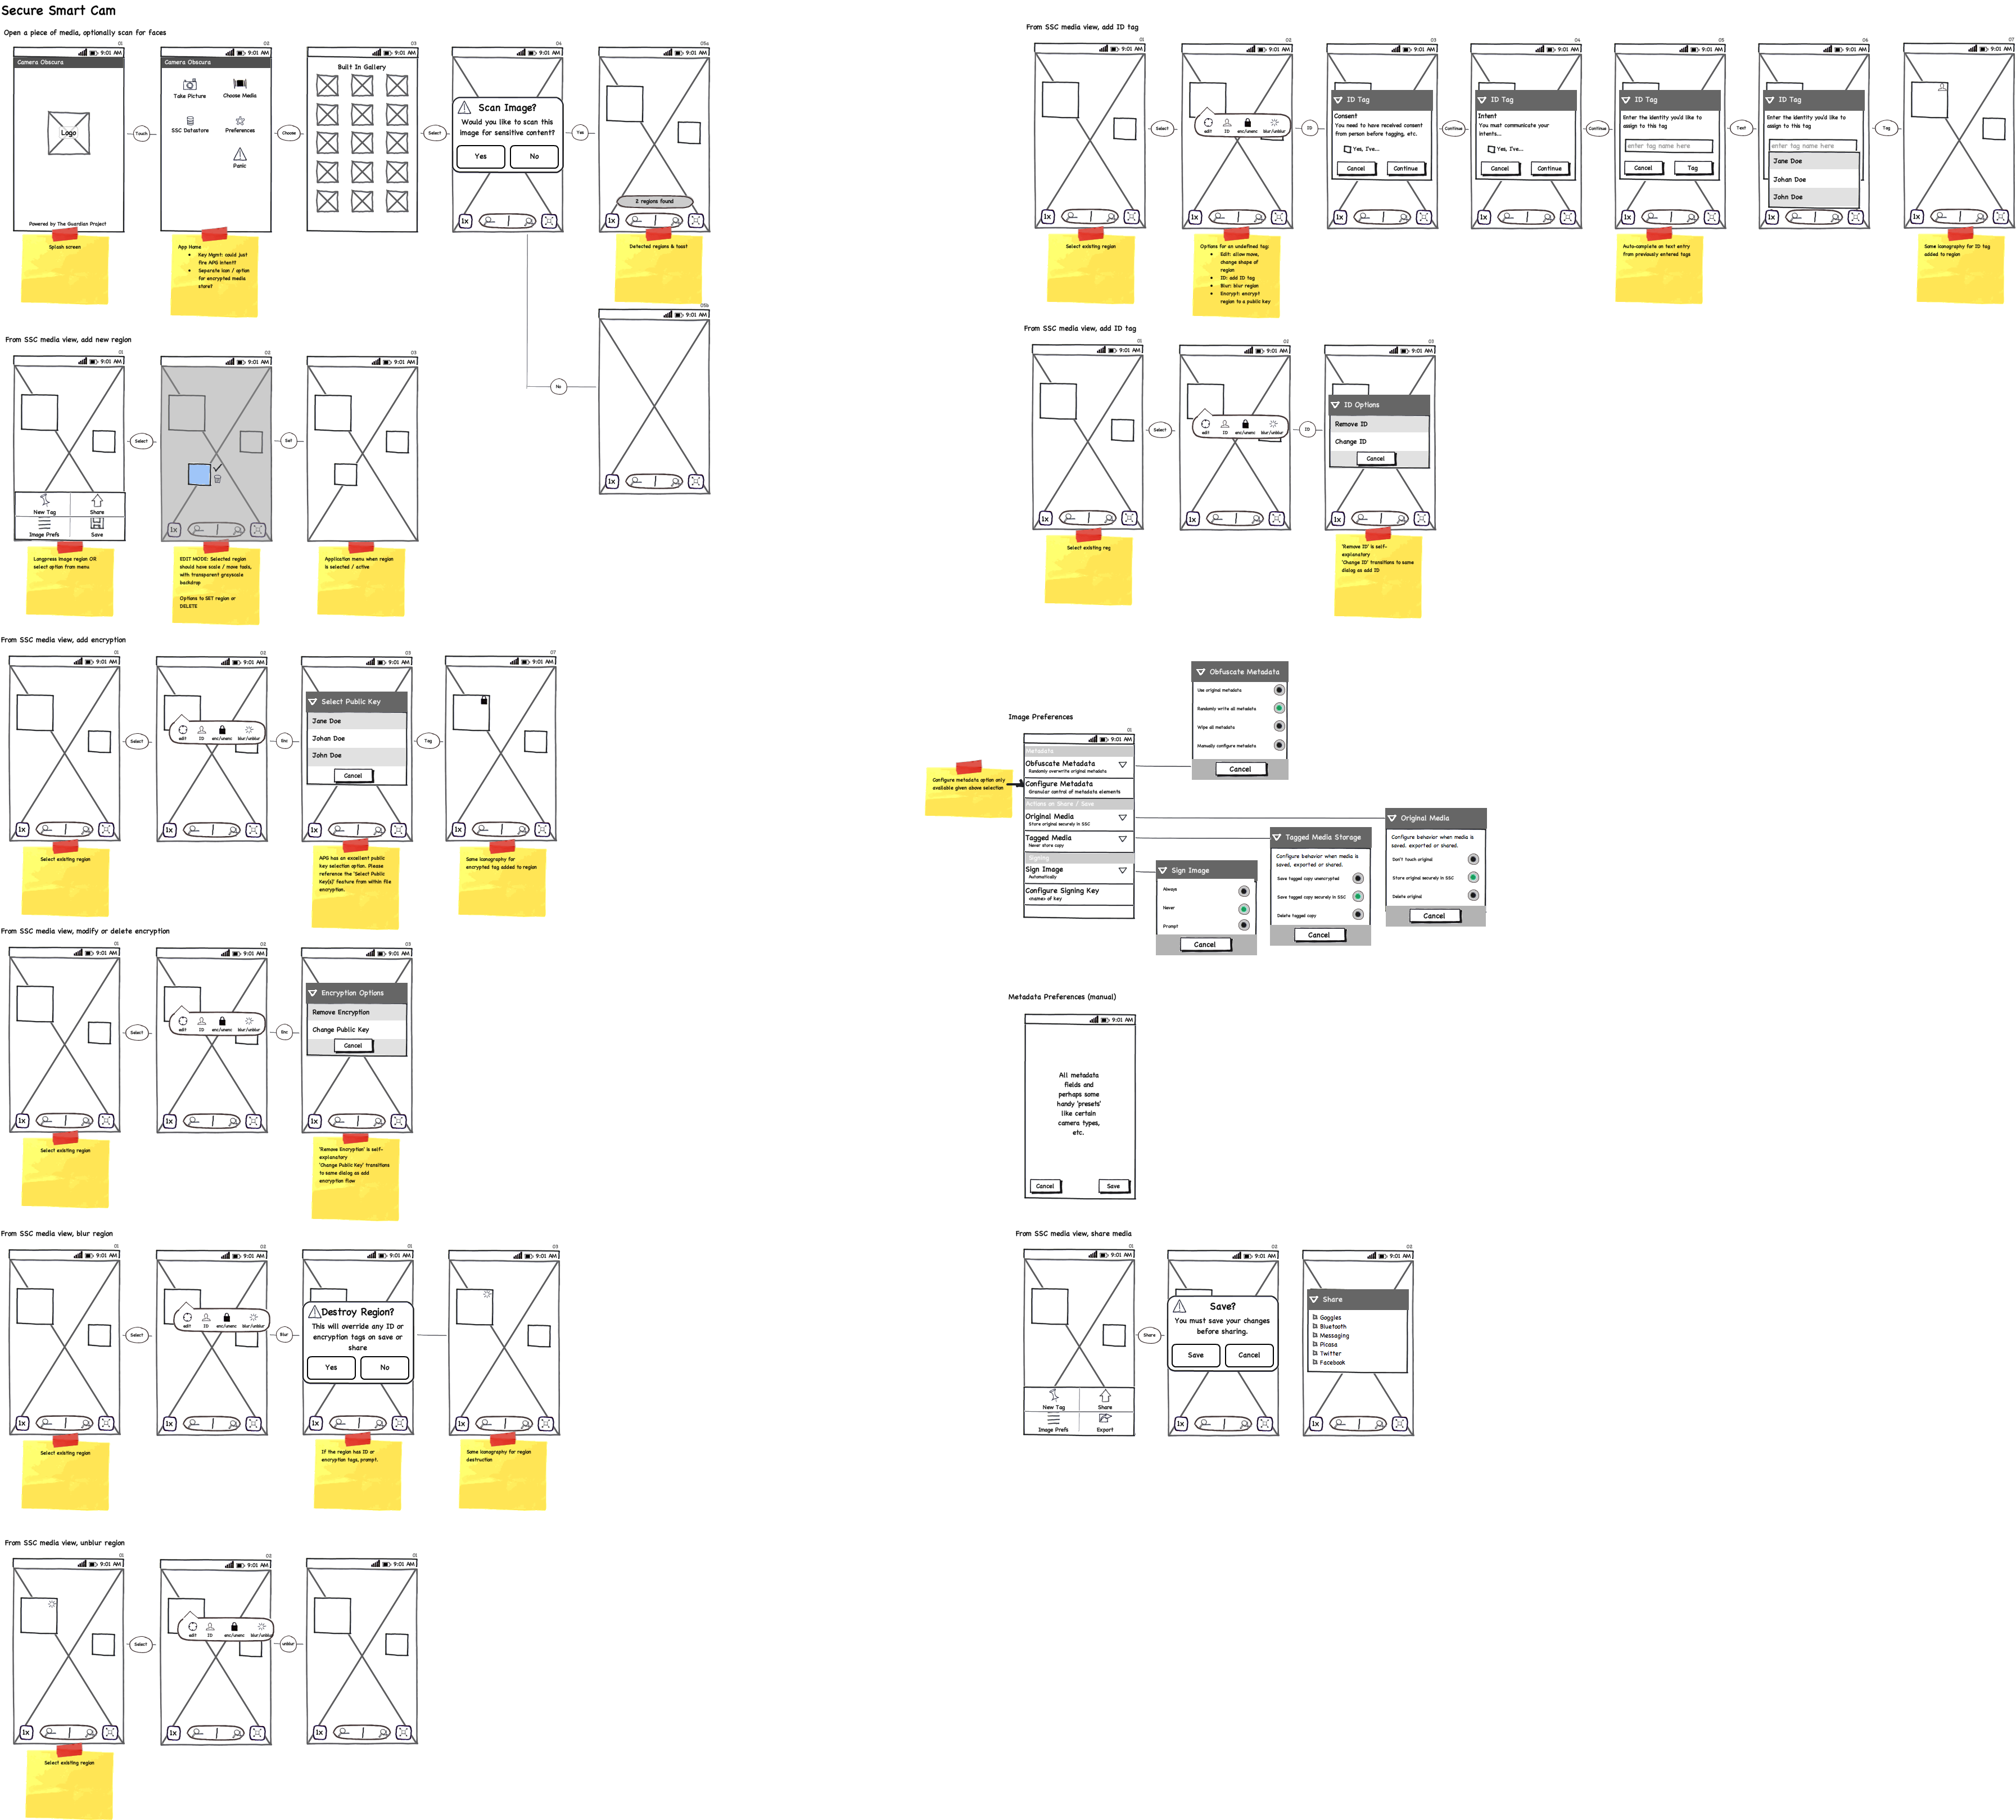 Secure Smart Cam
Open a piece of media, optionally scan for faces
01
9:01 AM
Camera Obscura
Logo
Powered by The Guardian Project
Splash screen
Touch
02
9:01 AM
Camera Obscura
Take Picture
Choose Media
SSC Datastore
Preferences
Panic
App Home
Key Mgmt: could just
fire APG intent?
Separate icon / option
for encrypted media
store?
Choose
03
9:01 AM
Built In Gallery
Select
04
9:01 AM
Scan Image?
Would you like to scan this
image for sensitive content?
Yes
No
1x
Yes
05a
9:01 AM
2 regions found
1x
Detected regions & toast
No
05b
9:01 AM
1x
From SSC media view, add new region
01
9:01 AM
New Tag
Share
Image Prefs
Save
Longpress image region OR
select option from menu
Select
02
9:01 AM
1x
EDIT MODE: Selected region
should have scale / move tools,
with transparent grayscale
backdrop
Options to SET region or
DELETE
Set
03
9:01 AM
Application menu when region
is selected / active
From SSC media view, add encryption
01
9:01 AM
1x
Select existing region
Select
02
9:01 AM
edit
ID
enc/unenc
blur/unblur
1x
Enc
03
9:01 AM
Select Public Key
Jane Doe
Johan Doe
John Doe
Cancel
1x
APG has an excellent public
key selection option. Please
reference the 'Select Public
Key(s)' feature from within file
encryption.
Tag
07
9:01 AM
1x
Some iconography for
encrypted tag added to region
From SSC media view, modify or delete encryption
01
9:01 AM
1x
Select existing region
Select
02
9:01 AM
edit
ID
enc/unenc
blur/unblur
1x
Enc
03
9:01 AM
Encryption Options
Remove Encryption
Change Public Key
Cancel
1x
'Remove Encryption' is self-
explanatory
'Change Public Key' transitions
to same dialog as add
encryption flow
From SSC media view, blur region
01
9:01 AM
1x
Select existing region
Select
02
9:01 AM
edit
ID
enc/unenc
blur/unblur
1x
Blur
01
9:01 AM
Destroy Region?
This will override any ID or
encryption tags on save or
share
Yes
No
1x
If the region has ID or
encryption tags, prompt.
03
9:01 AM
1x
Some iconography for region
destruction
From SSC media view, unblur region
01
9:01 AM
1x
Select existing region
Select
02
9:01 AM
edit
ID
enc/unenc
blur/unblur
1x
unblur
01
9:01 AM
1x
From SSC media view, add ID tag
01
9:01 AM
1x
Select existing region
Select
02
9:01 AM
edit
ID
enc/unenc
blur/unblur
1x
Options for an undefined tag:
Edit: allow move,
change shape of
region
ID: add ID tag
Blur: blur region
Encrypt: encrypt
region to a public key
ID
03
9:01 AM
ID Tag
Consent
You need to have received consent
from person before tagging, etc.
Yes, I've...
Cancel
Continue
1x
Continue
04
9:01 AM
ID Tag
Intent
You must communicate your
intents...
Yes, I've...
Cancel
Continue
1x
Continue
05
9:01 AM
ID Tag
Enter the identity you'd like to
assign to this tag
enter tag name here
Cancel
Tag
1x
Auto-complete on text entry
from previously entered tags
Text
06
9:01 AM
ID Tag
Enter the identity you'd like to
assign to this tag
enter tag name here
Jane Doe
Johan Doe
John Doe
1x
Tag
07
9:01 AM
1x
Some iconography for ID tag
added to region
From SSC media view, add ID tag
01
9:01 AM
1x
Select existing reg
Select
02
9:01 AM
edit
ID
enc/unenc
blur/unblur
1x
ID
03
9:01 AM
ID Options
Remove ID
Change ID
Cancel
1x
'Remove ID' is self-
explanatory
'Change ID' transitions to same
dialog as add ID
Image Preferences
01
9:01 AM
Metadata
Obfuscate Metadata
Randomly overwrite original metadata
Configure Metadata
Granular control of metadata elements
Actions on Share / Save
Original Media
Store original securely in SSC
Tagged Media
Never store copy
Signing
Sign Image
Automatically
Configure Signing Key
<name> of key
Configure metadata option only
available given above selection
Obfuscate Metadata
Use original metadata
Randomly write all metadata
Wipe all metadata
Manually configure metadata
Cancel
Original Media
Configure behavior when media is
saved, exported or shared.
Don't touch original
Store original securely in SSC
Delete original
Cancel
Tagged Media Storage
Configure behavior when media is
saved, exported or shared.
Save tagged copy unencrypted
Save tagged copy securely in SSC
Delete tagged copy
Cancel
Sign Image
Always
Never
Prompt
Cancel
Metadata Preferences (manual)
9:01 AM
All metadata
fields and
perhaps some
handy 'presets'
like certain
camera types,
etc.
Cancel
Save
From SSC media view, share media
01
9:01 AM
New Tag
Share
Image Prefs
Export
Share
02
9:01 AM
Save?
You must save your changes
before sharing.
Save
Cancel
1x
02
9:01 AM
Share
Goggles
Bluetooth
Messaging
Picasa
Twitter
Facebook
1x